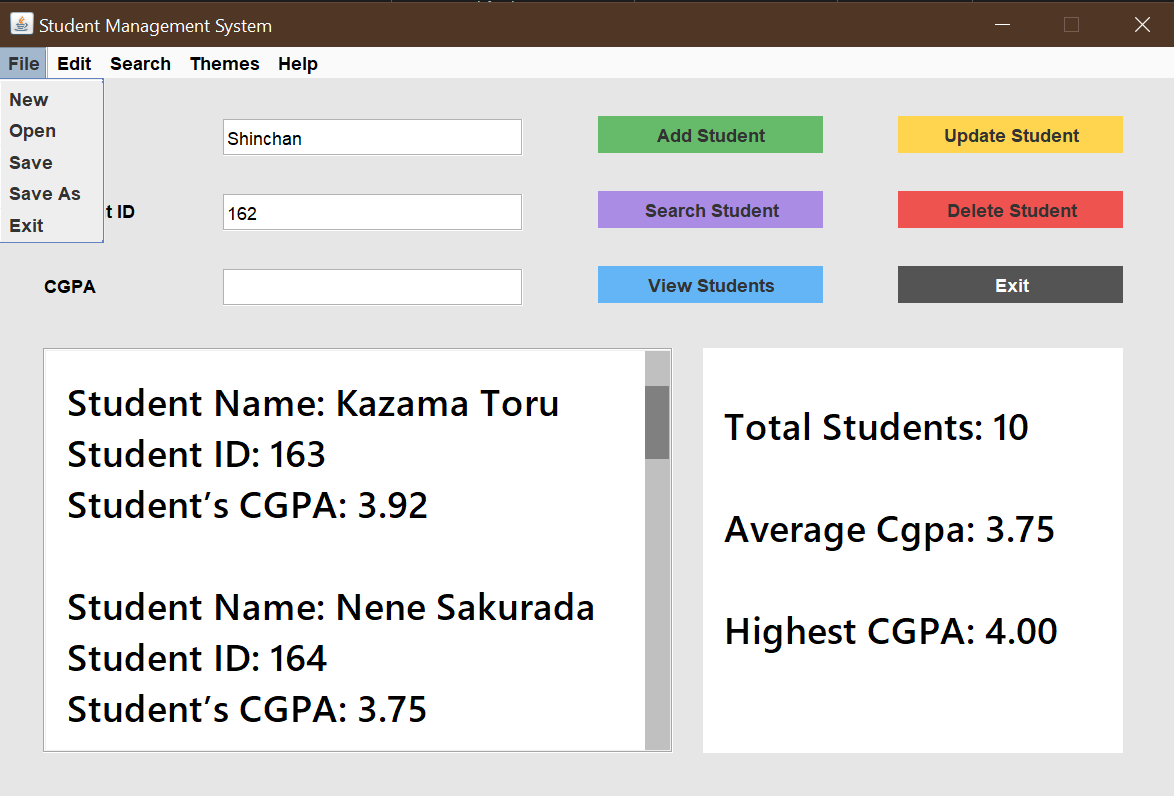 Student Management System
File Edit Search Themes Help
New
Open
Save
Save As
Exit
Shinchan
Add Student
Update Student
t ID
162
Search Student
Delete Student
CGPA
View Students
Exit
Student Name: Kazama Toru
Student ID: 163
Student’s CGPA: 3.92
Student Name: Nene Sakurada
Student ID: 164
Student’s CGPA: 3.75
Total Students: 10
Average Cgpa: 3.75
Highest CGPA: 4.00